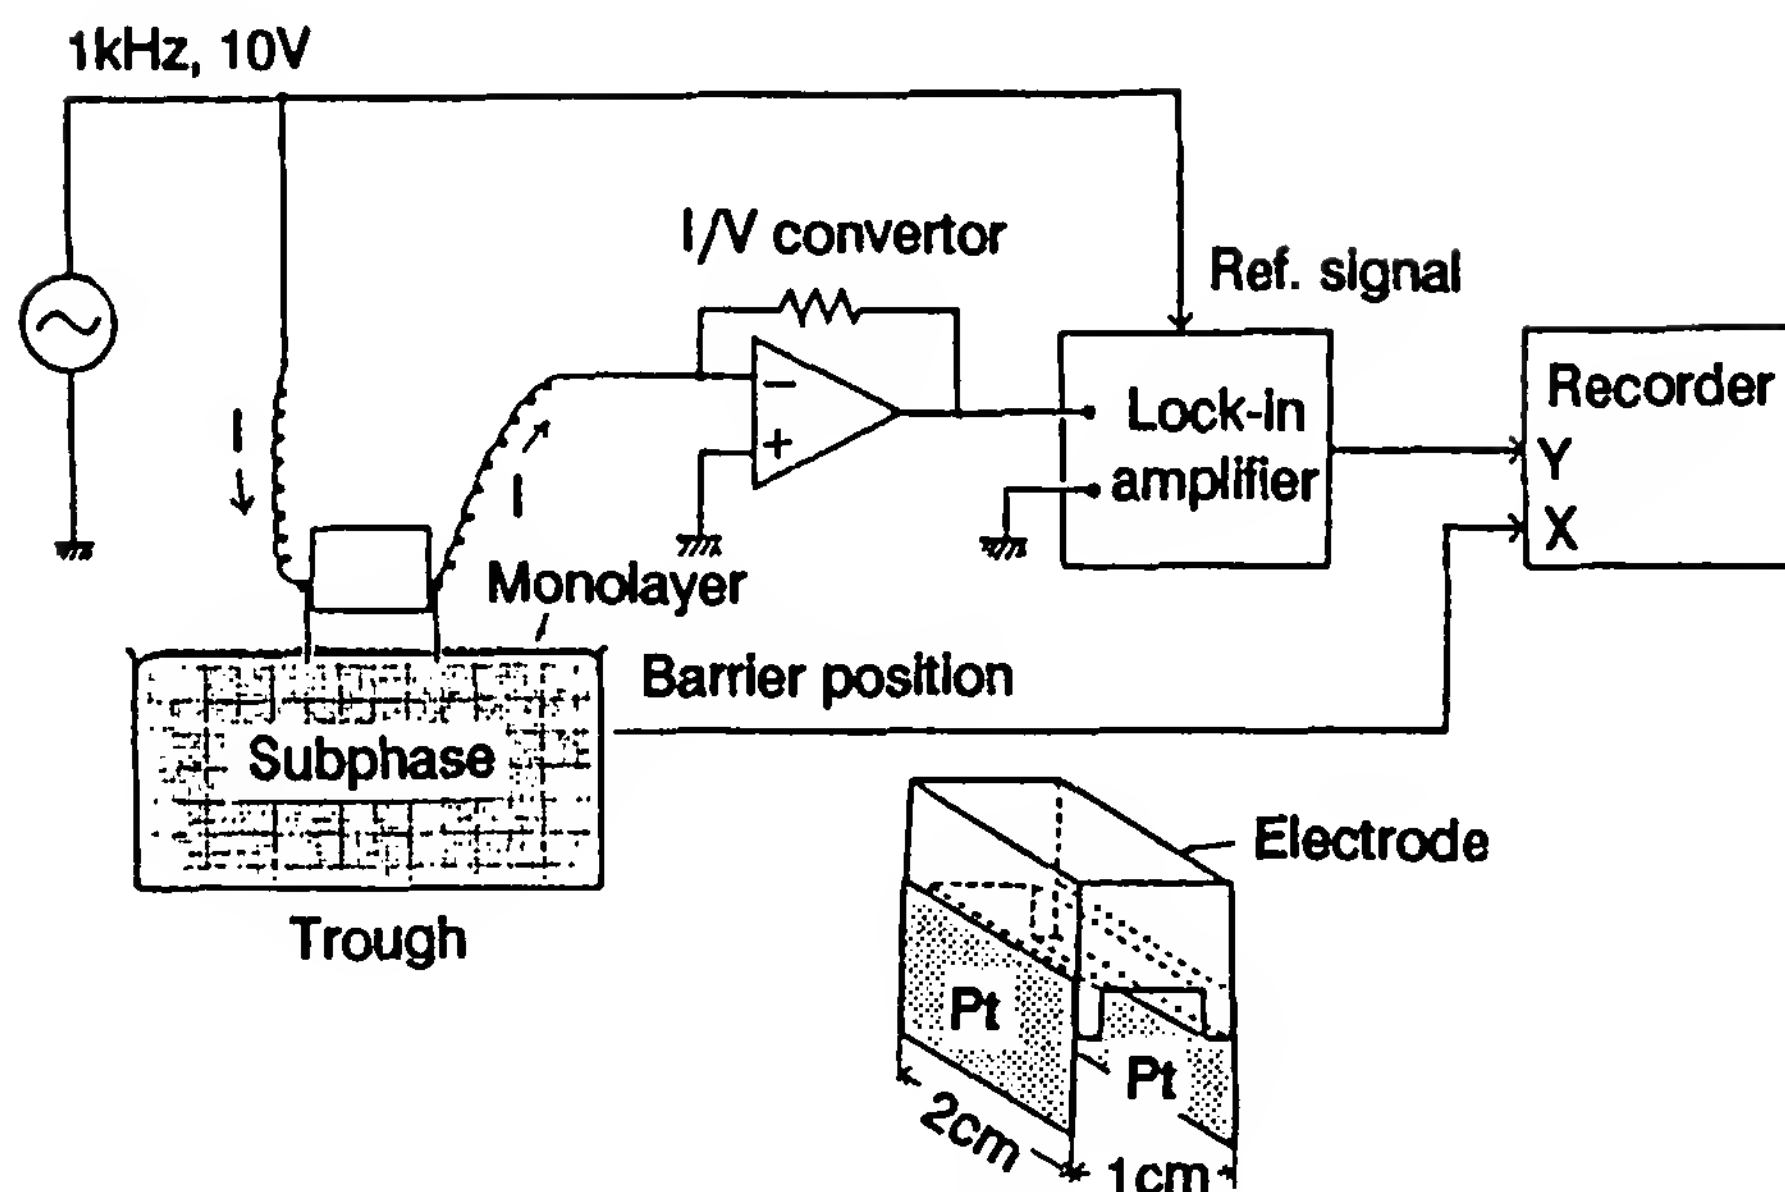 1kHz, 10V
I/V convertor
Ref. signal
Lock-in
amplifier
Recorder
Y
X
I
I
−
+
Monolayer
Barrier position
Subphase
Trough
Electrode
Pt
Pt
2cm
1cm